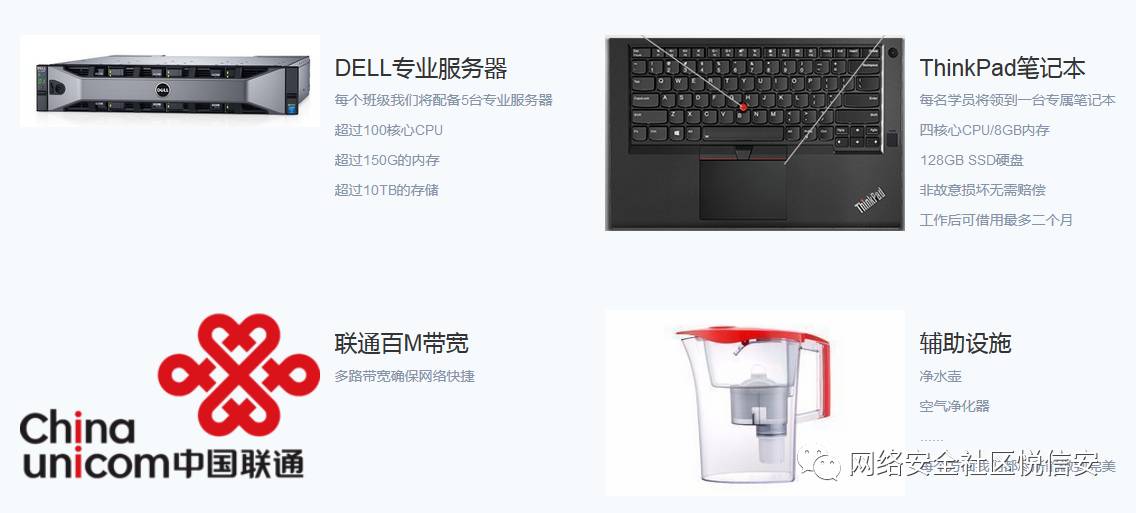 DELL专业服务器
每个班级我们将配备5台专业服务器
超过100核心CPU
超过150G的内存
超过10TB的存储
DELL
ThinkPad笔记本
每名学员将领到一台专属笔记本
四核心CPU/8GB内存
128GB SSD硬盘
非故意损坏无需赔偿
工作后可借用最多二个月
ThinkPad
联通百M带宽
多路带宽确保网络快捷
China
unicom中国联通
辅助设施
净水壶
空气净化器
......
完美
网络安全社区悦信安